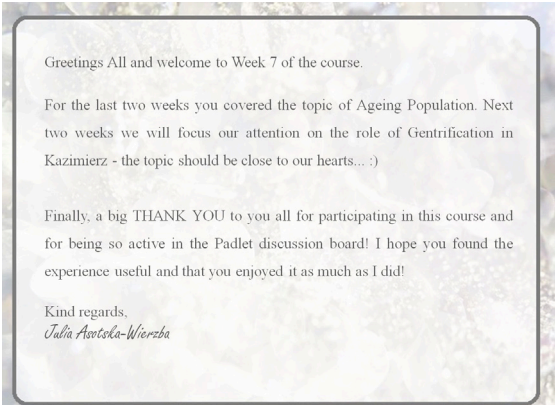 Greetings All and welcome to Week 7 of the course.
For the last two weeks you covered the topic of Ageing Population. Next
two weeks we will focus our attention on the role of Gentrification in
Kazimierz - the topic should be close to our hearts... :)
Finally, a big THANK YOU to you all for participating in this course and
for being so active in the Padlet discussion board! I hope you found the
experience useful and that you enjoyed it as much as I did!
Kind regards,
Julia Asotska-Wierzba